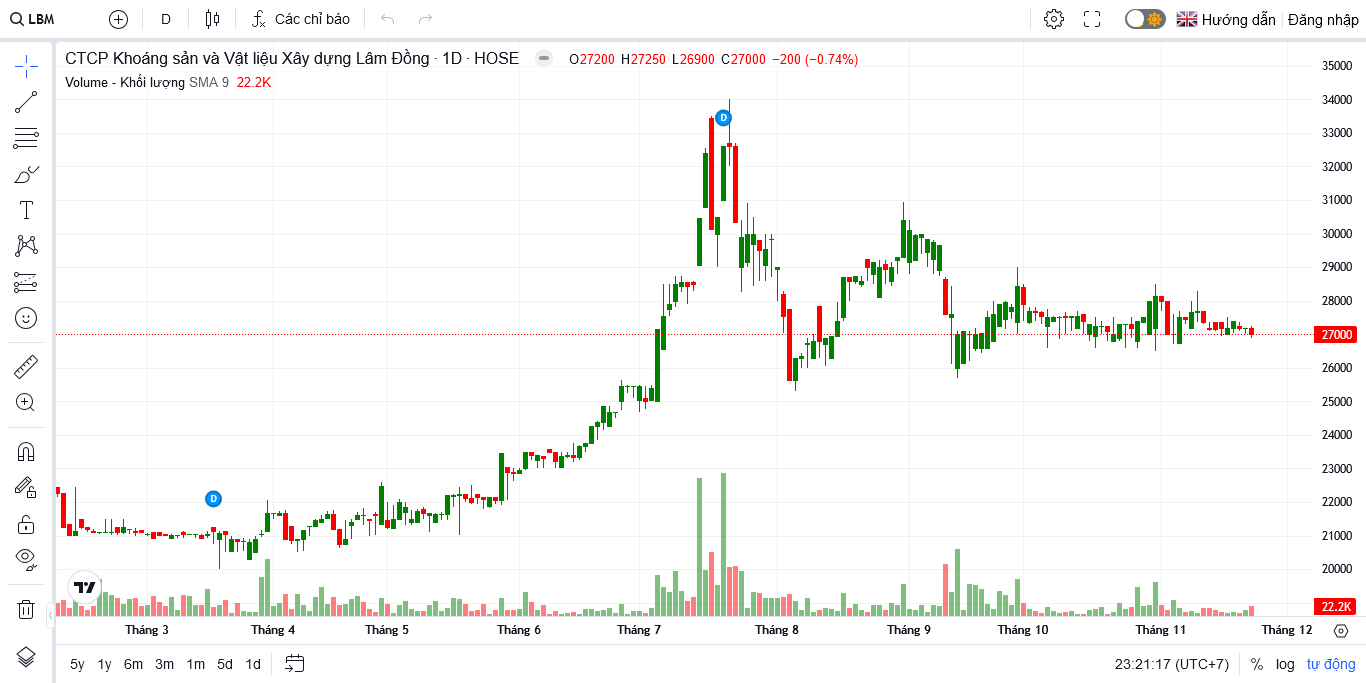 LBM D Các chỉ báo Hướng dẫn Đăng nhập
CTCP Khoáng sản và Vật liệu Xây dựng Lâm Đồng · 1D · HOSE O27200 H27250 L26900 C27000 −200 (−0.74%)
Volume - Khối lượng SMA 9 22.2K
35000
34000
D
33000
32000
31000
30000
29000
28000
27000
26000
25000
24000
23000
D
22000
21000
20000
22.2K
Tháng 3 Tháng 4 Tháng 5 Tháng 6 Tháng 7 Tháng 8 Tháng 9 Tháng 10 Tháng 11 Tháng 12
5y 1y 6m 3m 1m 5d 1d 23:21:17 (UTC+7) % log tự động